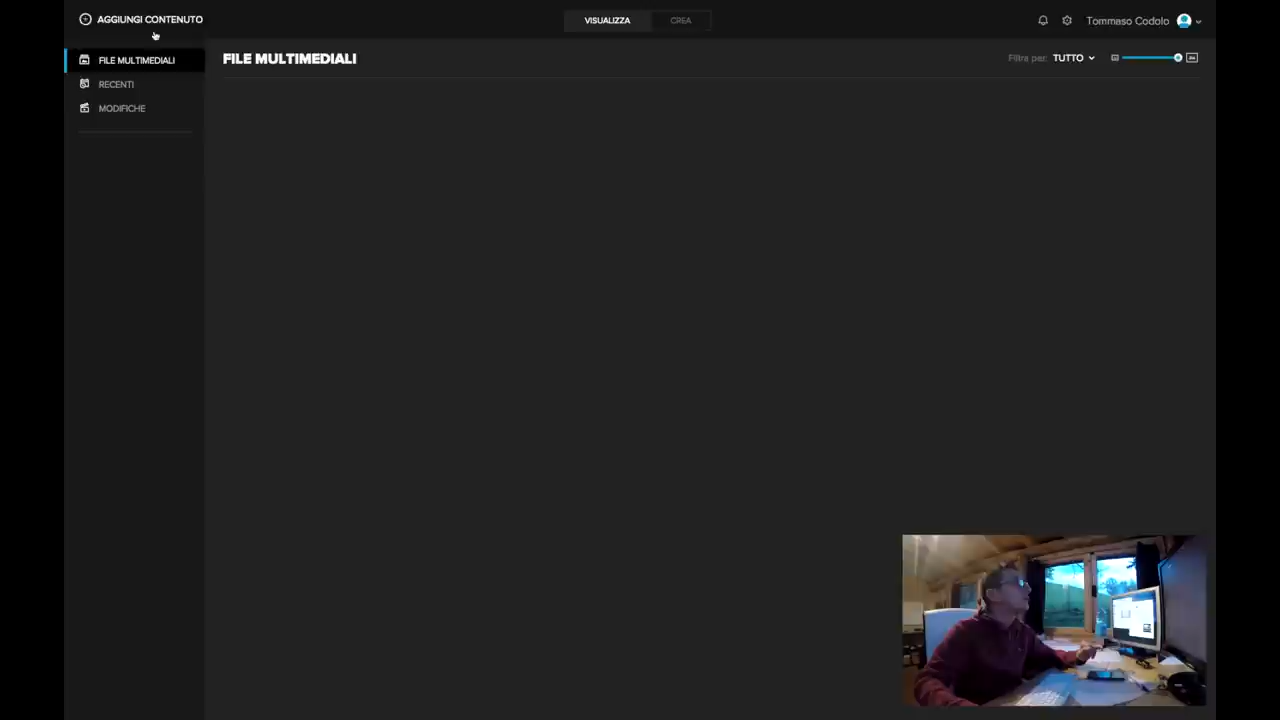 AGGIUNGI CONTENUTO
VISUALIZZA
CREA
Tommaso Codolo
FILE MULTIMEDIALI
RECENTI
MODIFICHE
FILE MULTIMEDIALI
Filtra per: TUTTO